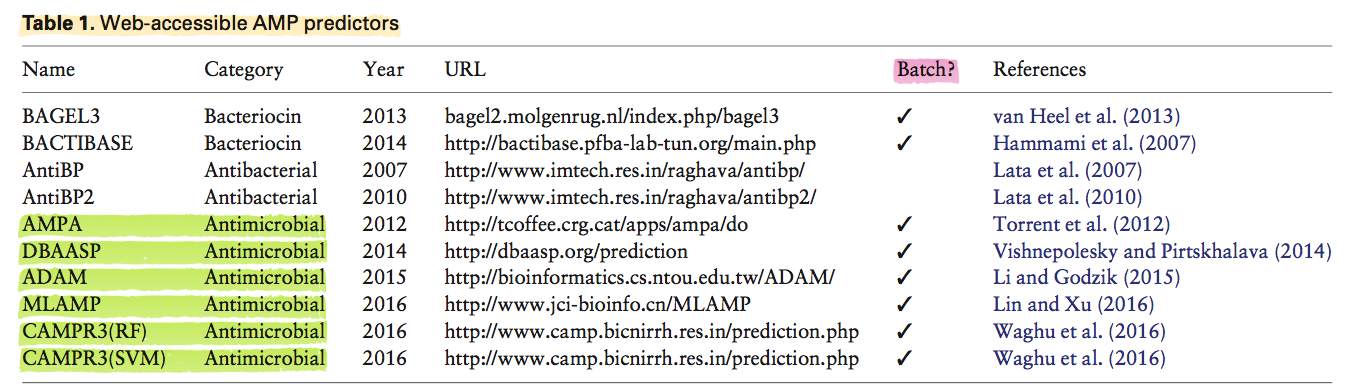 Table 1. Web-accessible AMP predictors
Name Category Year URL Batch? References
BAGEL3 Bacteriocin 2013 bagel2.molgenrug.nl/index.php/bagel3 ✓ van Heel et al. (2013)
BACTIBASE Bacteriocin 2014 http://bactibase.pfba-lab-tun.org/main.php ✓ Hammami et al. (2007)
AntiBP Antibacterial 2007 http://www.imtech.res.in/raghava/antibp/ Lata et al. (2007)
AntiBP2 Antibacterial 2010 http://www.imtech.res.in/raghava/antibp2/ Lata et al. (2010)
AMPA Antimicrobial 2012 http://tcoffee.crg.cat/apps/ampa/do ✓ Torrent et al. (2012)
DBAASP Antimicrobial 2014 http://dbaasp.org/prediction ✓ Vishnepolesky and Pirtskhalava (2014)
ADAM Antimicrobial 2015 http://bioinformatics.cs.ntou.edu.tw/ADAM/ ✓ Li and Godzik (2015)
MLAMP Antimicrobial 2016 http://www.jci-bioinfo.cn/MLAMP ✓ Lin and Xu (2016)
CAMPR3(RF) Antimicrobial 2016 http://www.camp.bicnirrh.res.in/prediction.php ✓ Waghu et al. (2016)
CAMPR3(SVM) Antimicrobial 2016 http://www.camp.bicnirrh.res.in/prediction.php ✓ Waghu et al. (2016)